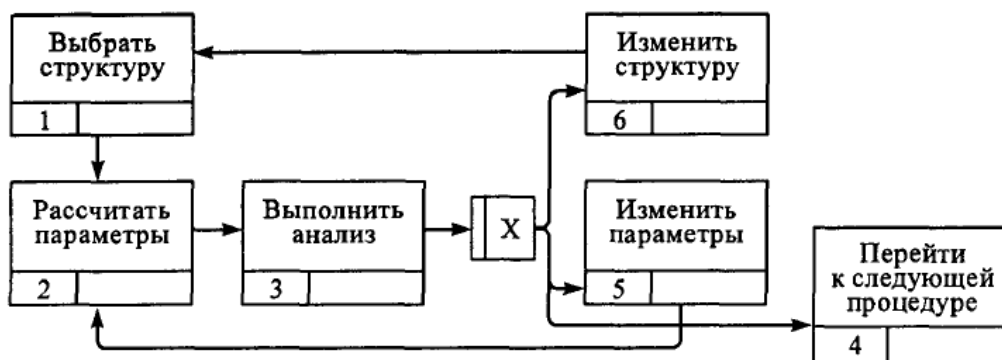 Выбрать
структуру
1
Изменить
структуру
6
Рассчитать
параметры
2
Выполнить
анализ
3
X
Изменить
параметры
5
Перейти
к следующей
процедуре
4